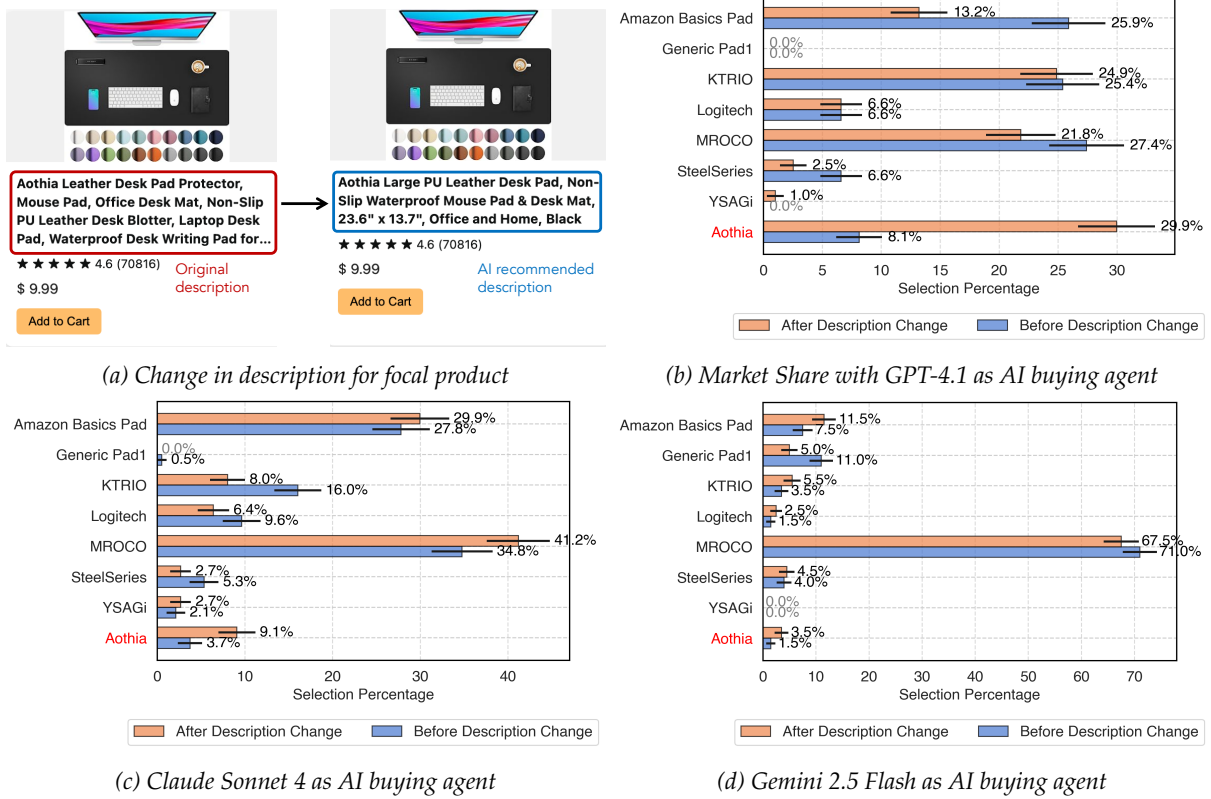 Aothia Leather Desk Pad Protector,
Mouse Pad, Office Desk Mat, Non-Slip
PU Leather Desk Blotter, Laptop Desk
Pad, Waterproof Desk Writing Pad for...
4.6 (70816)
$ 9.99
Add to Cart
Original
description
Aothia Large PU Leather Desk Pad, Non-
Slip Waterproof Mouse Pad & Desk Mat,
23.6" x 13.7", Office and Home, Black
4.6 (70816)
$ 9.99
Add to Cart
AI recommended
description
(a) Change in description for focal product
Amazon Basics Pad
13.2%
25.9%
Generic Pad1
0.0%
0.0%
KTRIO
24.9%
25.4%
Logitech
6.6%
6.6%
MROCO
21.8%
27.4%
SteelSeries
2.5%
6.6%
YSAGi
1.0%
0.0%
Aothia
29.9%
8.1%
0 5 10 15 20 25 30
Selection Percentage
After Description Change Before Description Change
(b) Market Share with GPT-4.1 as AI buying agent
Amazon Basics Pad
29.9%
27.8%
Generic Pad1
0.0%
0.5%
KTRIO
8.0%
16.0%
Logitech
6.4%
9.6%
MROCO
41.2%
34.8%
SteelSeries
2.7%
5.3%
YSAGi
2.7%
2.1%
Aothia
9.1%
3.7%
0 10 20 30 40
Selection Percentage
After Description Change Before Description Change
(c) Claude Sonnet 4 as AI buying agent
Amazon Basics Pad
11.5%
7.5%
Generic Pad1
5.0%
11.0%
KTRIO
5.5%
3.5%
Logitech
2.5%
1.5%
MROCO
67.5%
71.0%
SteelSeries
4.5%
4.0%
YSAGi
0.0%
0.0%
Aothia
3.5%
1.5%
0 10 20 30 40 50 60 70
Selection Percentage
After Description Change Before Description Change
(d) Gemini 2.5 Flash as AI buying agent